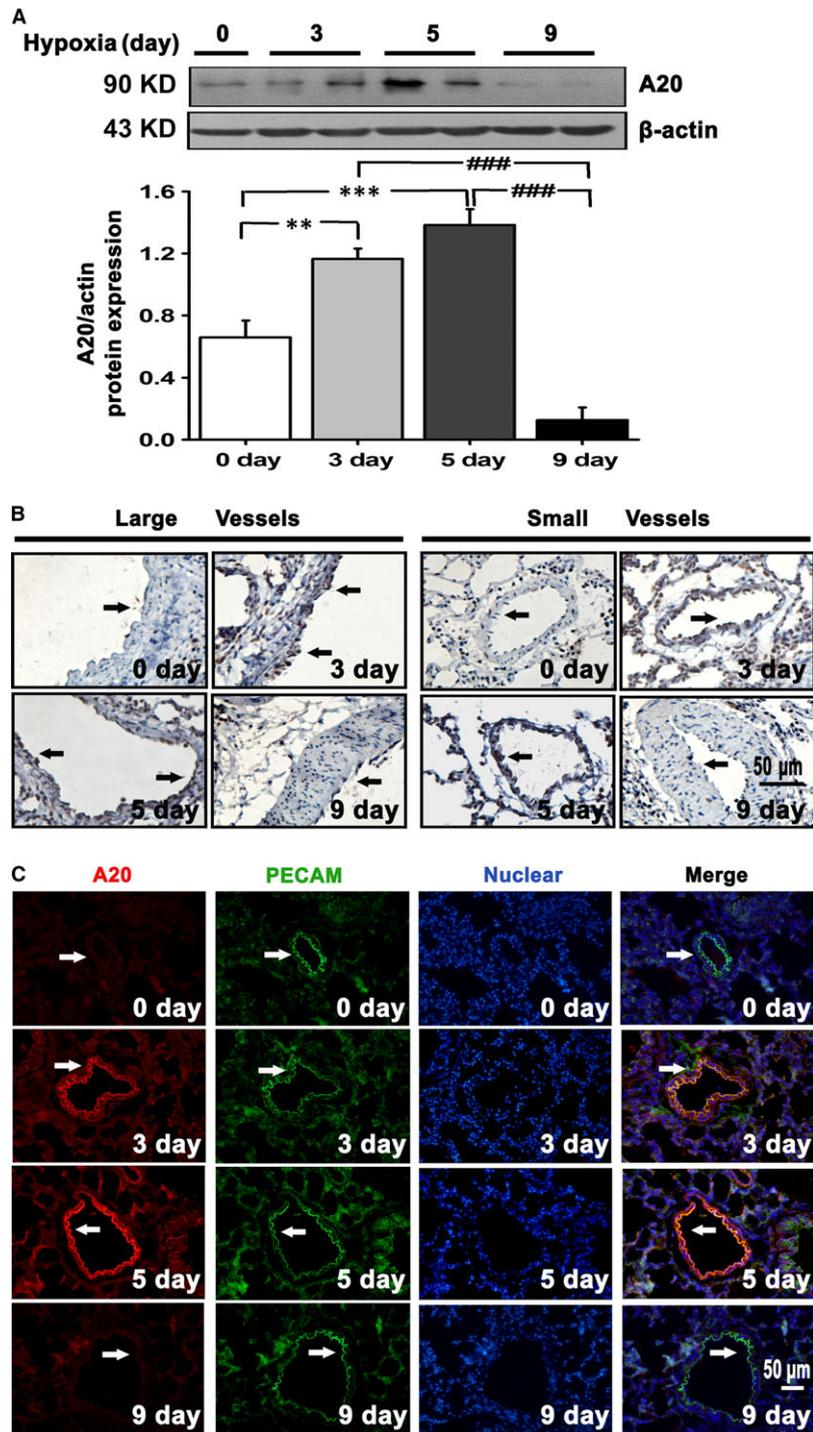 A
Hypoxia (day) 0 3 5 9
90 KD A20
43 KD β-actin
###
*** ###
**
A20/actin
protein expression
1.6
1.2
0.8
0.4
0.0
0 day 3 day 5 day 9 day
B
Large Vessels Small Vessels
0 day 3 day 0 day 3 day
50 µm
5 day 9 day 5 day 9 day
C
A20 PECAM Nuclear Merge
0 day 0 day 0 day 0 day
3 day 3 day 3 day 3 day
5 day 5 day 5 day 5 day
50 µm
9 day 9 day 9 day 9 day